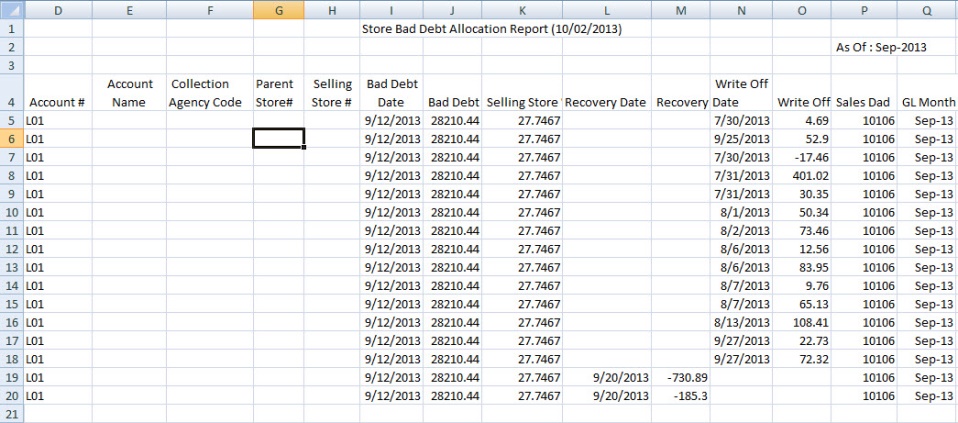 D E F G H I J K L M N O P Q
1 Store Bad Debt Allocation Report (10/02/2013)
2 As Of : Sep-2013
3
Account Collection Parent Selling Bad Debt Write Off
4 Account # Name Agency Code Store# Store # Date Bad Debt Selling Store Recovery Date Recovery Date Write Off Sales Dad GL Month
5 L01 9/12/2013 28210.44 27.7467 7/30/2013 4.69 10106 Sep-13
6 L01 9/12/2013 28210.44 27.7467 9/25/2013 52.9 10106 Sep-13
7 L01 9/12/2013 28210.44 27.7467 7/30/2013 -17.46 10106 Sep-13
8 L01 9/12/2013 28210.44 27.7467 7/31/2013 401.02 10106 Sep-13
9 L01 9/12/2013 28210.44 27.7467 7/31/2013 30.35 10106 Sep-13
10 L01 9/12/2013 28210.44 27.7467 8/1/2013 50.34 10106 Sep-13
11 L01 9/12/2013 28210.44 27.7467 8/2/2013 73.46 10106 Sep-13
12 L01 9/12/2013 28210.44 27.7467 8/6/2013 12.56 10106 Sep-13
13 L01 9/12/2013 28210.44 27.7467 8/6/2013 83.95 10106 Sep-13
14 L01 9/12/2013 28210.44 27.7467 8/7/2013 9.76 10106 Sep-13
15 L01 9/12/2013 28210.44 27.7467 8/7/2013 65.13 10106 Sep-13
16 L01 9/12/2013 28210.44 27.7467 8/13/2013 108.41 10106 Sep-13
17 L01 9/12/2013 28210.44 27.7467 9/27/2013 22.73 10106 Sep-13
18 L01 9/12/2013 28210.44 27.7467 9/27/2013 72.32 10106 Sep-13
19 L01 9/12/2013 28210.44 27.7467 9/20/2013 -730.89 10106 Sep-13
20 L01 9/12/2013 28210.44 27.7467 9/20/2013 -185.3 10106 Sep-13
21